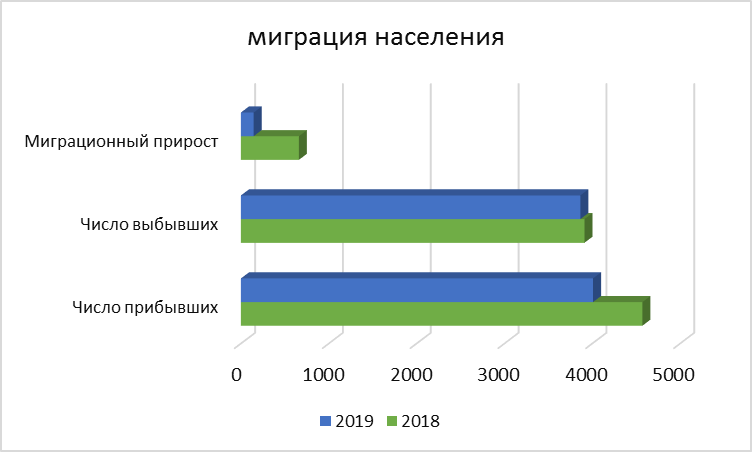 миграция населения
Миграционный прирост
Число выбывших
Число прибывших
0 1000 2000 3000 4000 5000
2019 2018